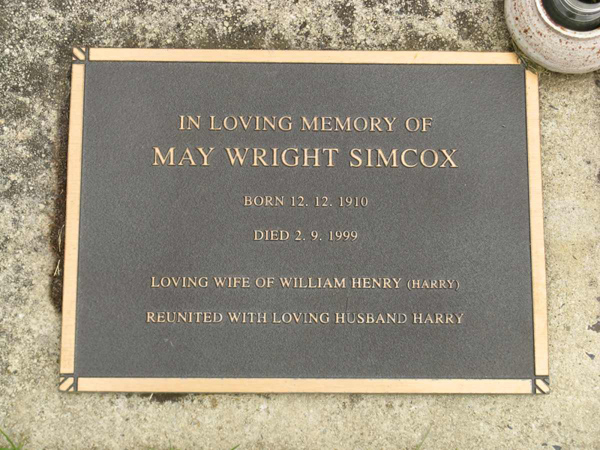 IN LOVING MEMORY OF
MAY WRIGHT SIMCOX
BORN 12. 12. 1910
DIED 2. 9. 1999
LOVING WIFE OF WILLIAM HENRY (HARRY)
REUNITED WITH LOVING HUSBAND HARRY